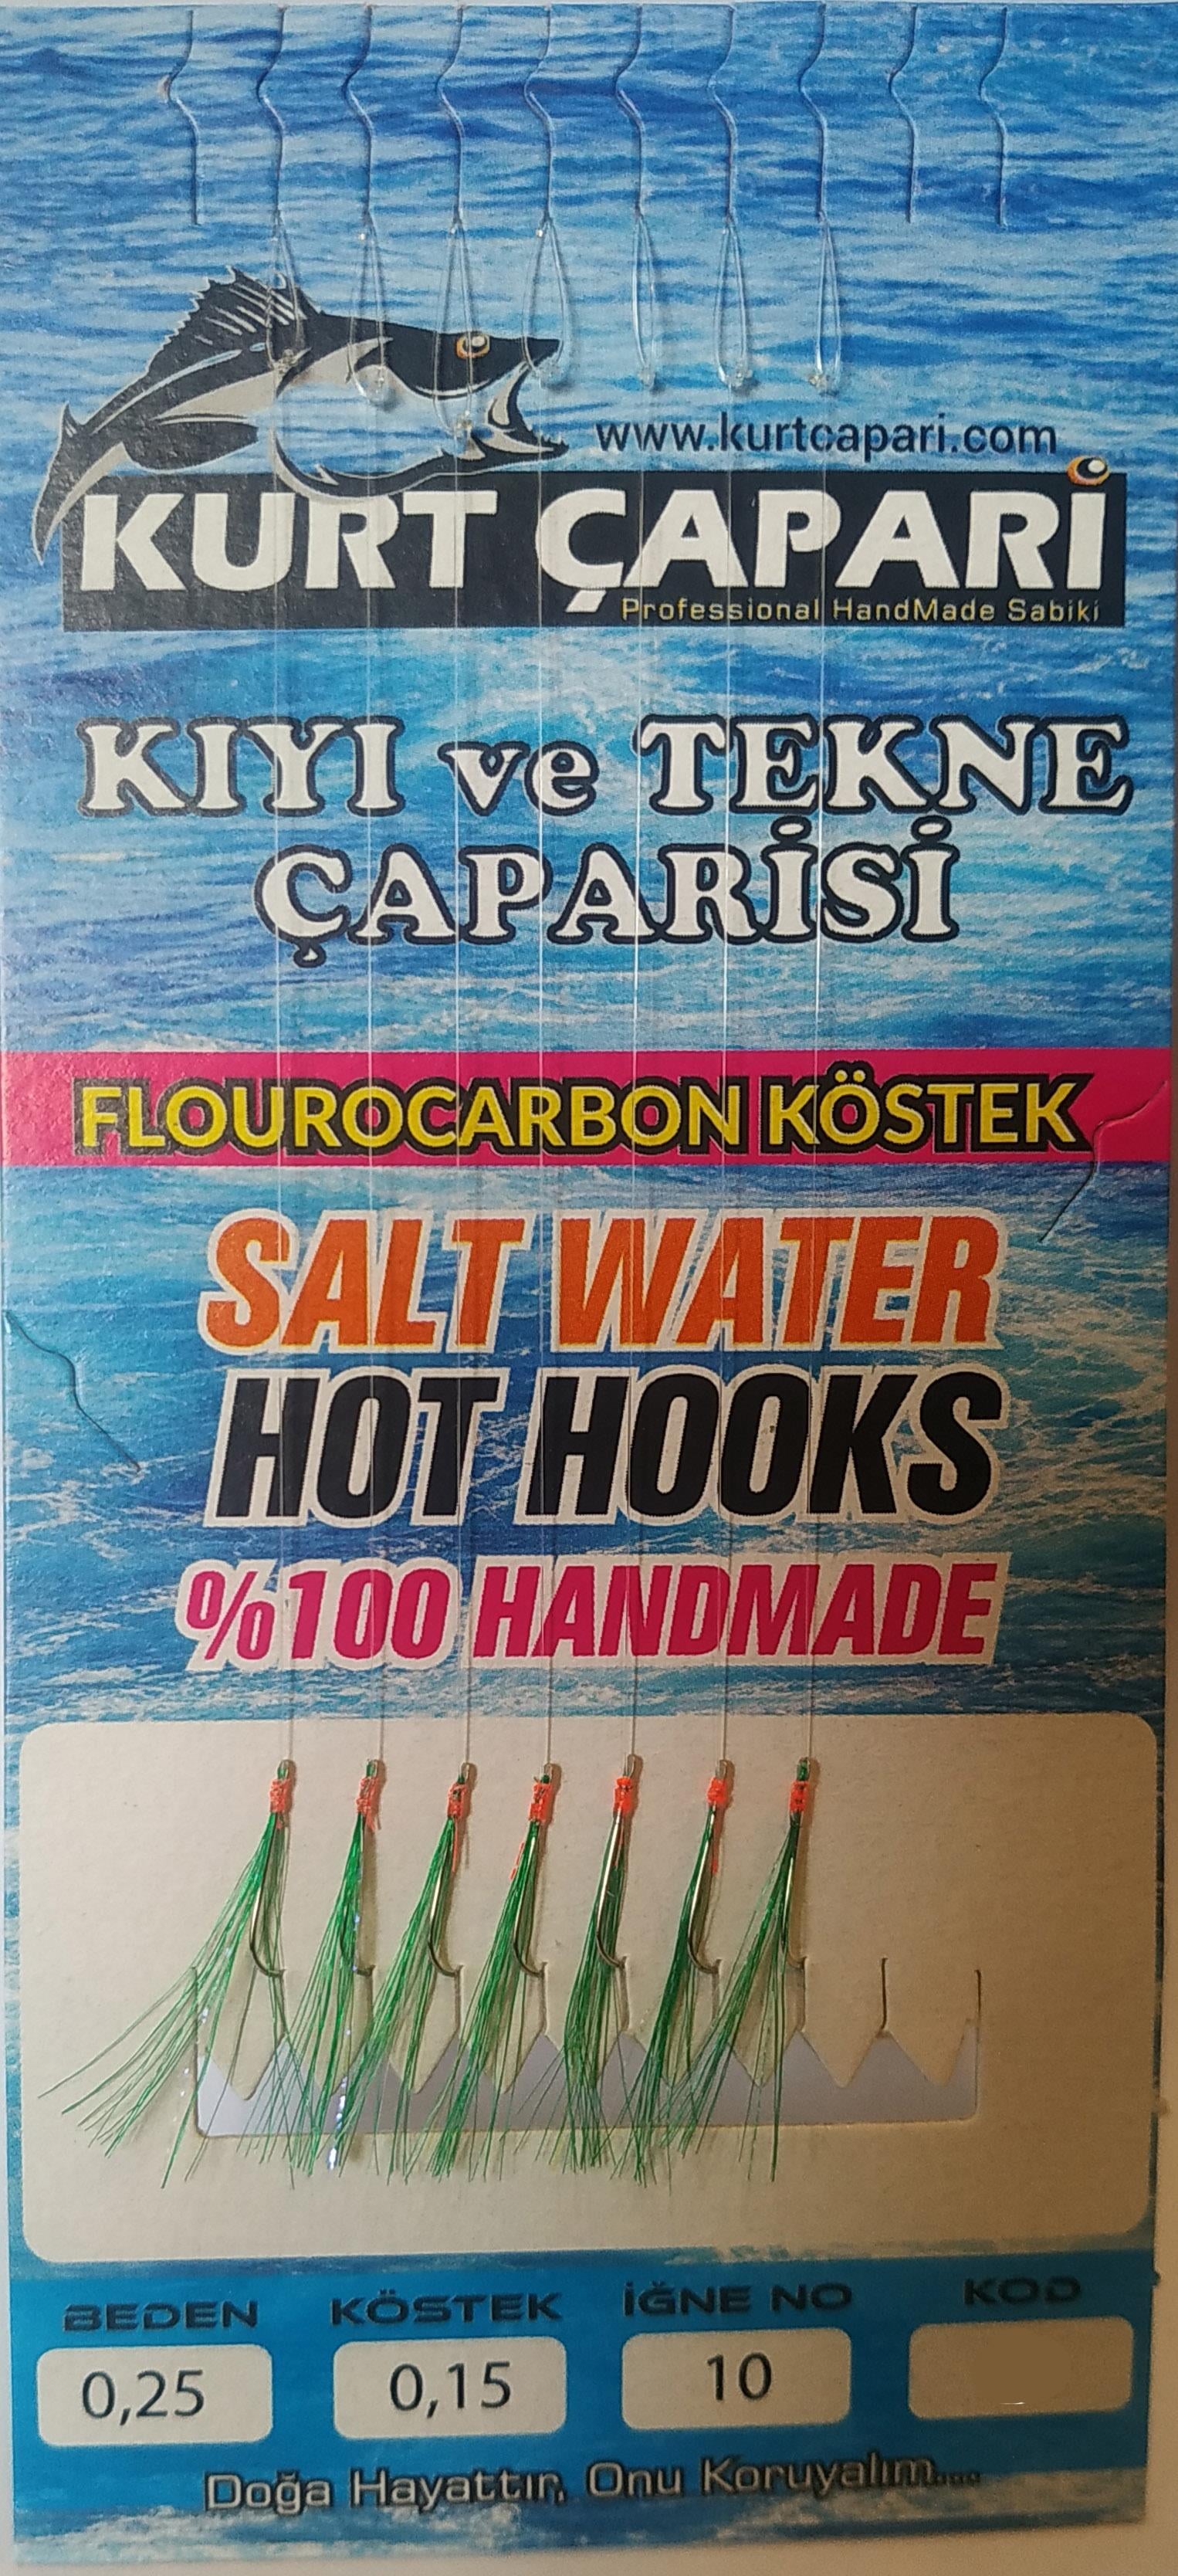 www.kurtcapari.com
KURT ÇAPARİ
Professional HandMade Sabiki
KIYI ve TEKNE
ÇAPARİSİ
FLOUROCARBON KÖSTEK
SALT WATER
HOT HOOKS
%100 HANDMADE
BEDEN KÖSTEK İĞNE NO KOD
0,25 0,15 10
Doğa Hayattır, Onu Koruyalım....